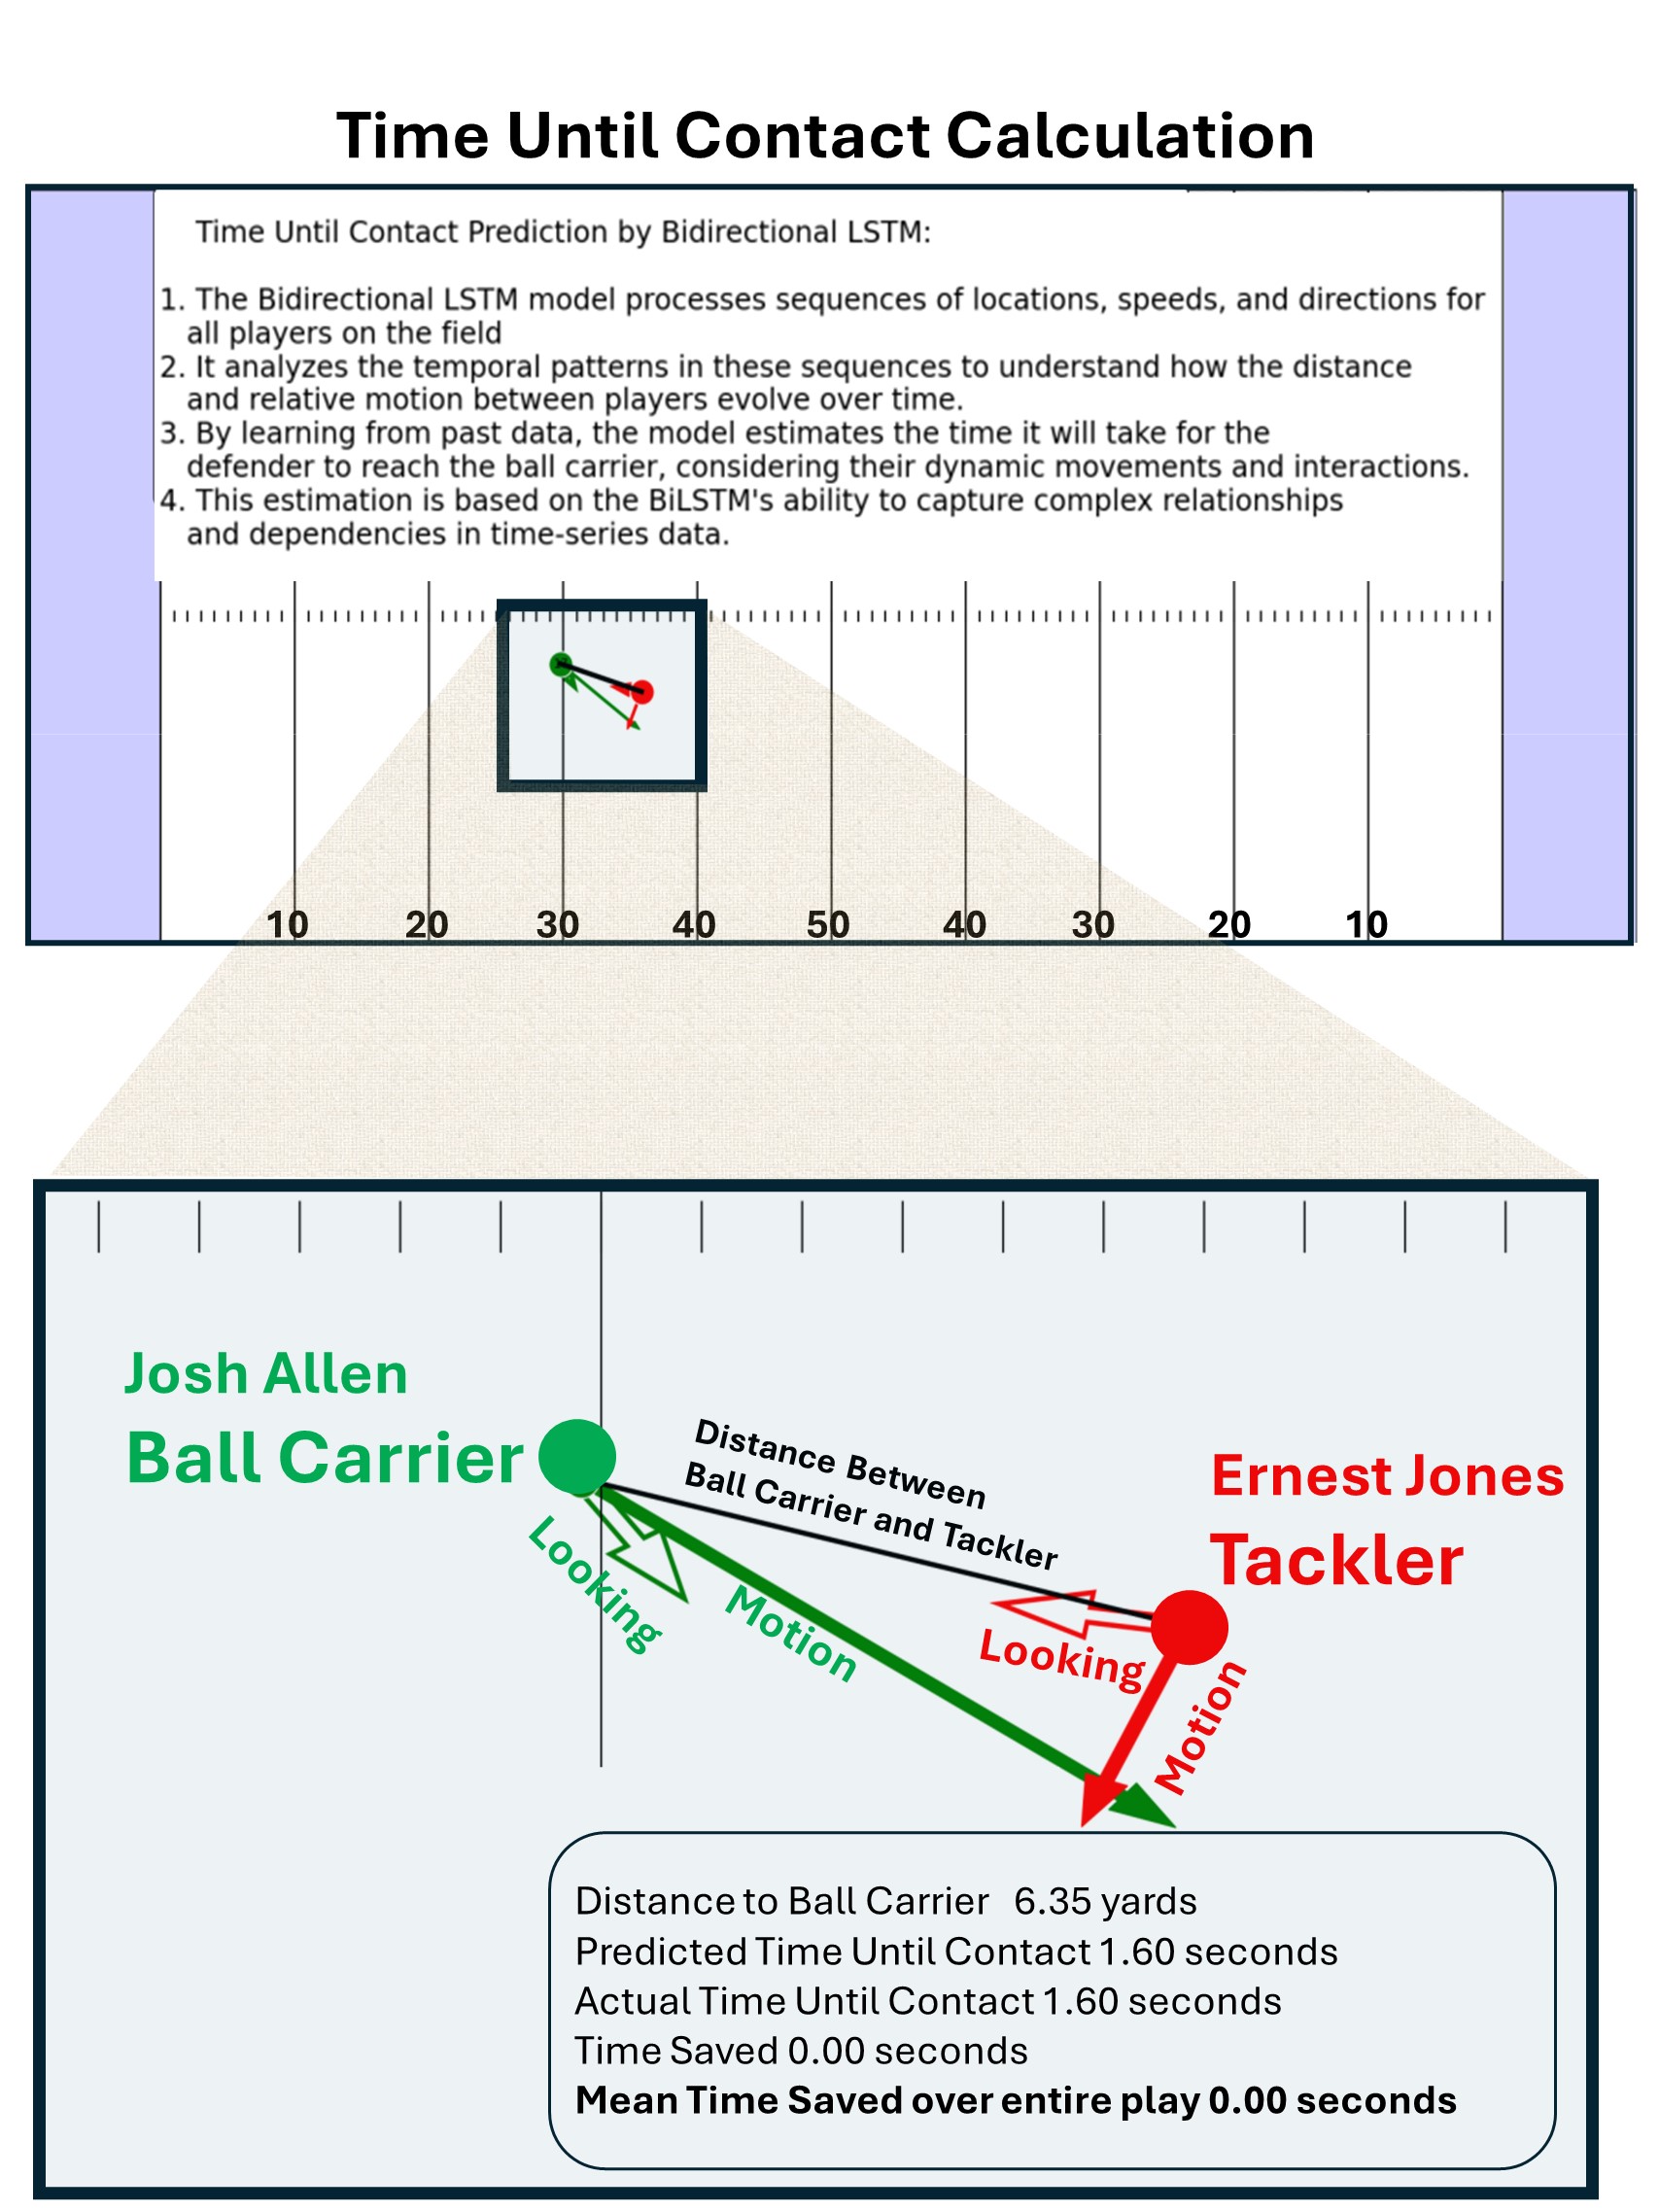 Time Until Contact Calculation
Time Until Contact Prediction by Bidirectional LSTM:
1. The Bidirectional LSTM model processes sequences of locations, speeds, and directions for
all players on the field
2. It analyzes the temporal patterns in these sequences to understand how the distance
and relative motion between players evolve over time.
3. By learning from past data, the model estimates the time it will take for the
defender to reach the ball carrier, considering their dynamic movements and interactions.
4. This estimation is based on the BiLSTM's ability to capture complex relationships
and dependencies in time-series data.
10 20 30 40 50 40 30 20 10
Josh Allen
Ball Carrier
Distance Between
Ball Carrier and Tackler
Ernest Jones
Tackler
Looking
Motion
Looking
Motion
Distance to Ball Carrier 6.35 yards
Predicted Time Until Contact 1.60 seconds
Actual Time Until Contact 1.60 seconds
Time Saved 0.00 seconds
Mean Time Saved over entire play 0.00 seconds